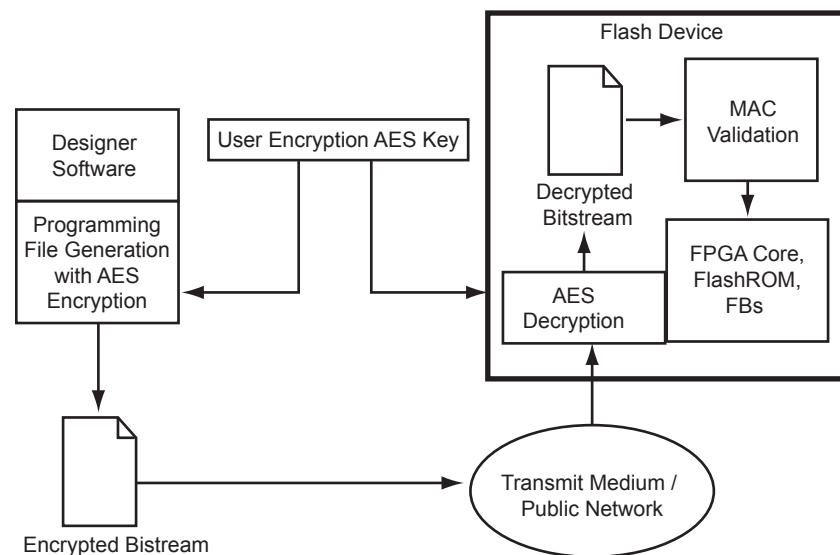 Flash Device
MAC
Validation
Designer
Software
User Encryption AES Key
Decrypted
Bitstream
Programming
File Generation
with AES
Encryption
FPGA Core,
FlashROM,
FBs
AES
Decryption
Transmit Medium /
Public Network
Encrypted Bistream